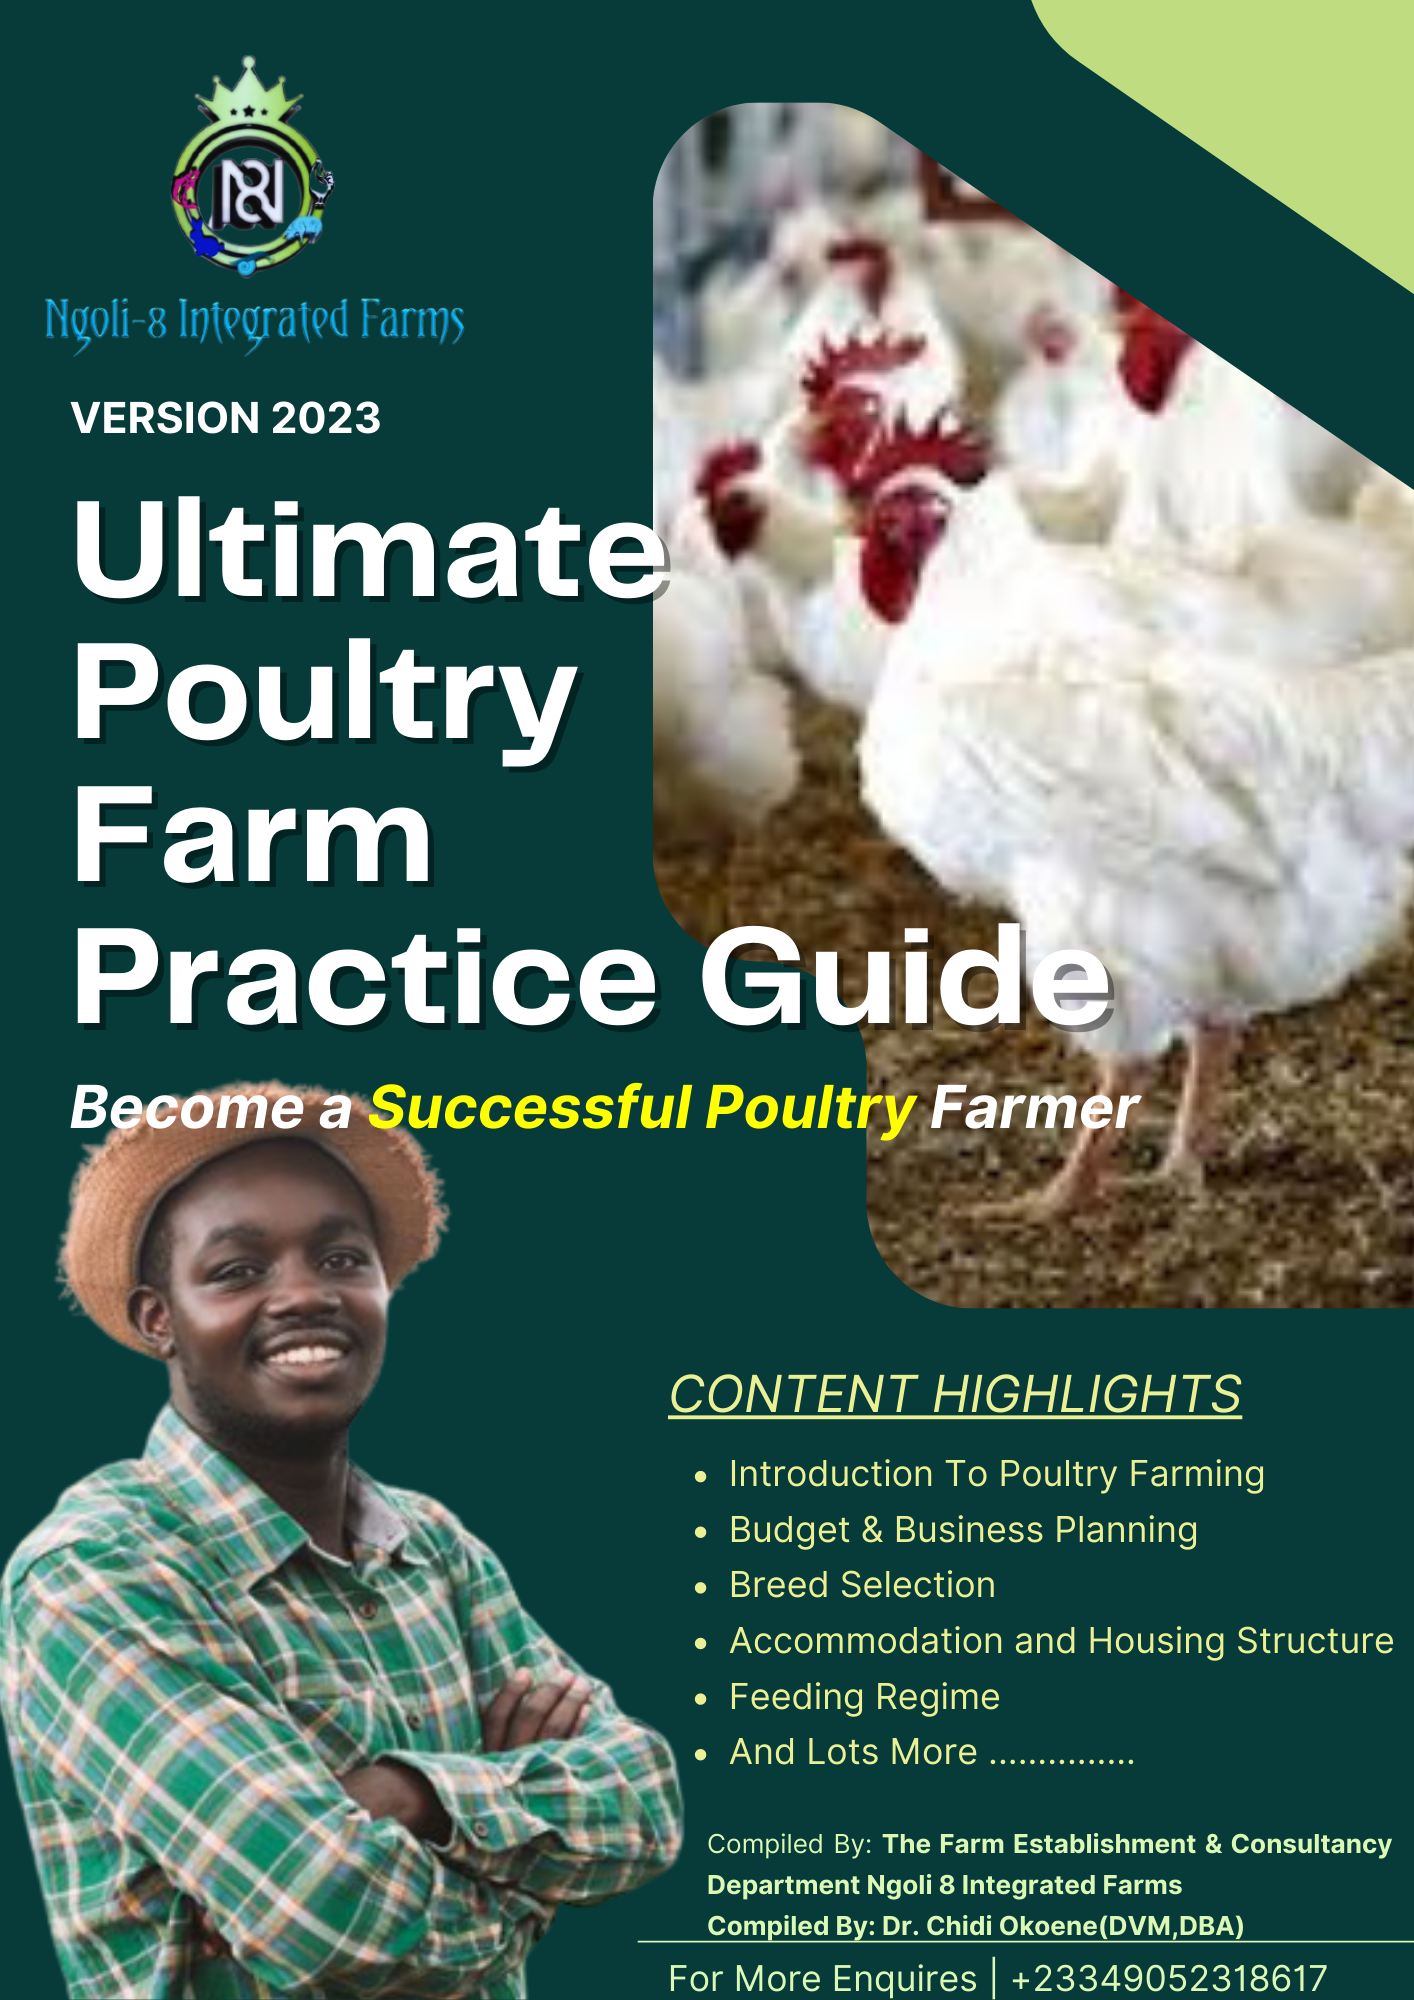 N8
Ngoli-8 Integrated Farms
VERSION 2023
Ultimate
Poultry
Farm
Practice Guide
Become a Successful Poultry Farmer
CONTENT HIGHLIGHTS
• Introduction To Poultry Farming
• Budget & Business Planning
• Breed Selection
• Accommodation and Housing Structure
• Feeding Regime
• And Lots More ...............
Compiled By: The Farm Establishment & Consultancy
Department Ngoli 8 Integrated Farms
Compiled By: Dr. Chidi Okoene(DVM,DBA)
For More Enquires | +23349052318617